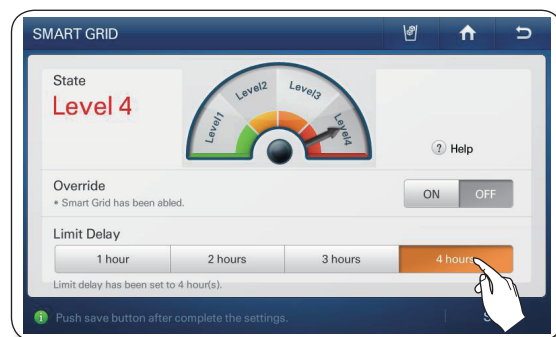 SMART GRID
State
Level 4
Level1
Level2
Level3
Level4
? Help
Override
* Smart Grid has been abled.
ON OFF
Limit Delay
1 hour 2 hours 3 hours 4 hours
Limit delay has been set to 4 hour(s).
i Push save button after complete the settings.